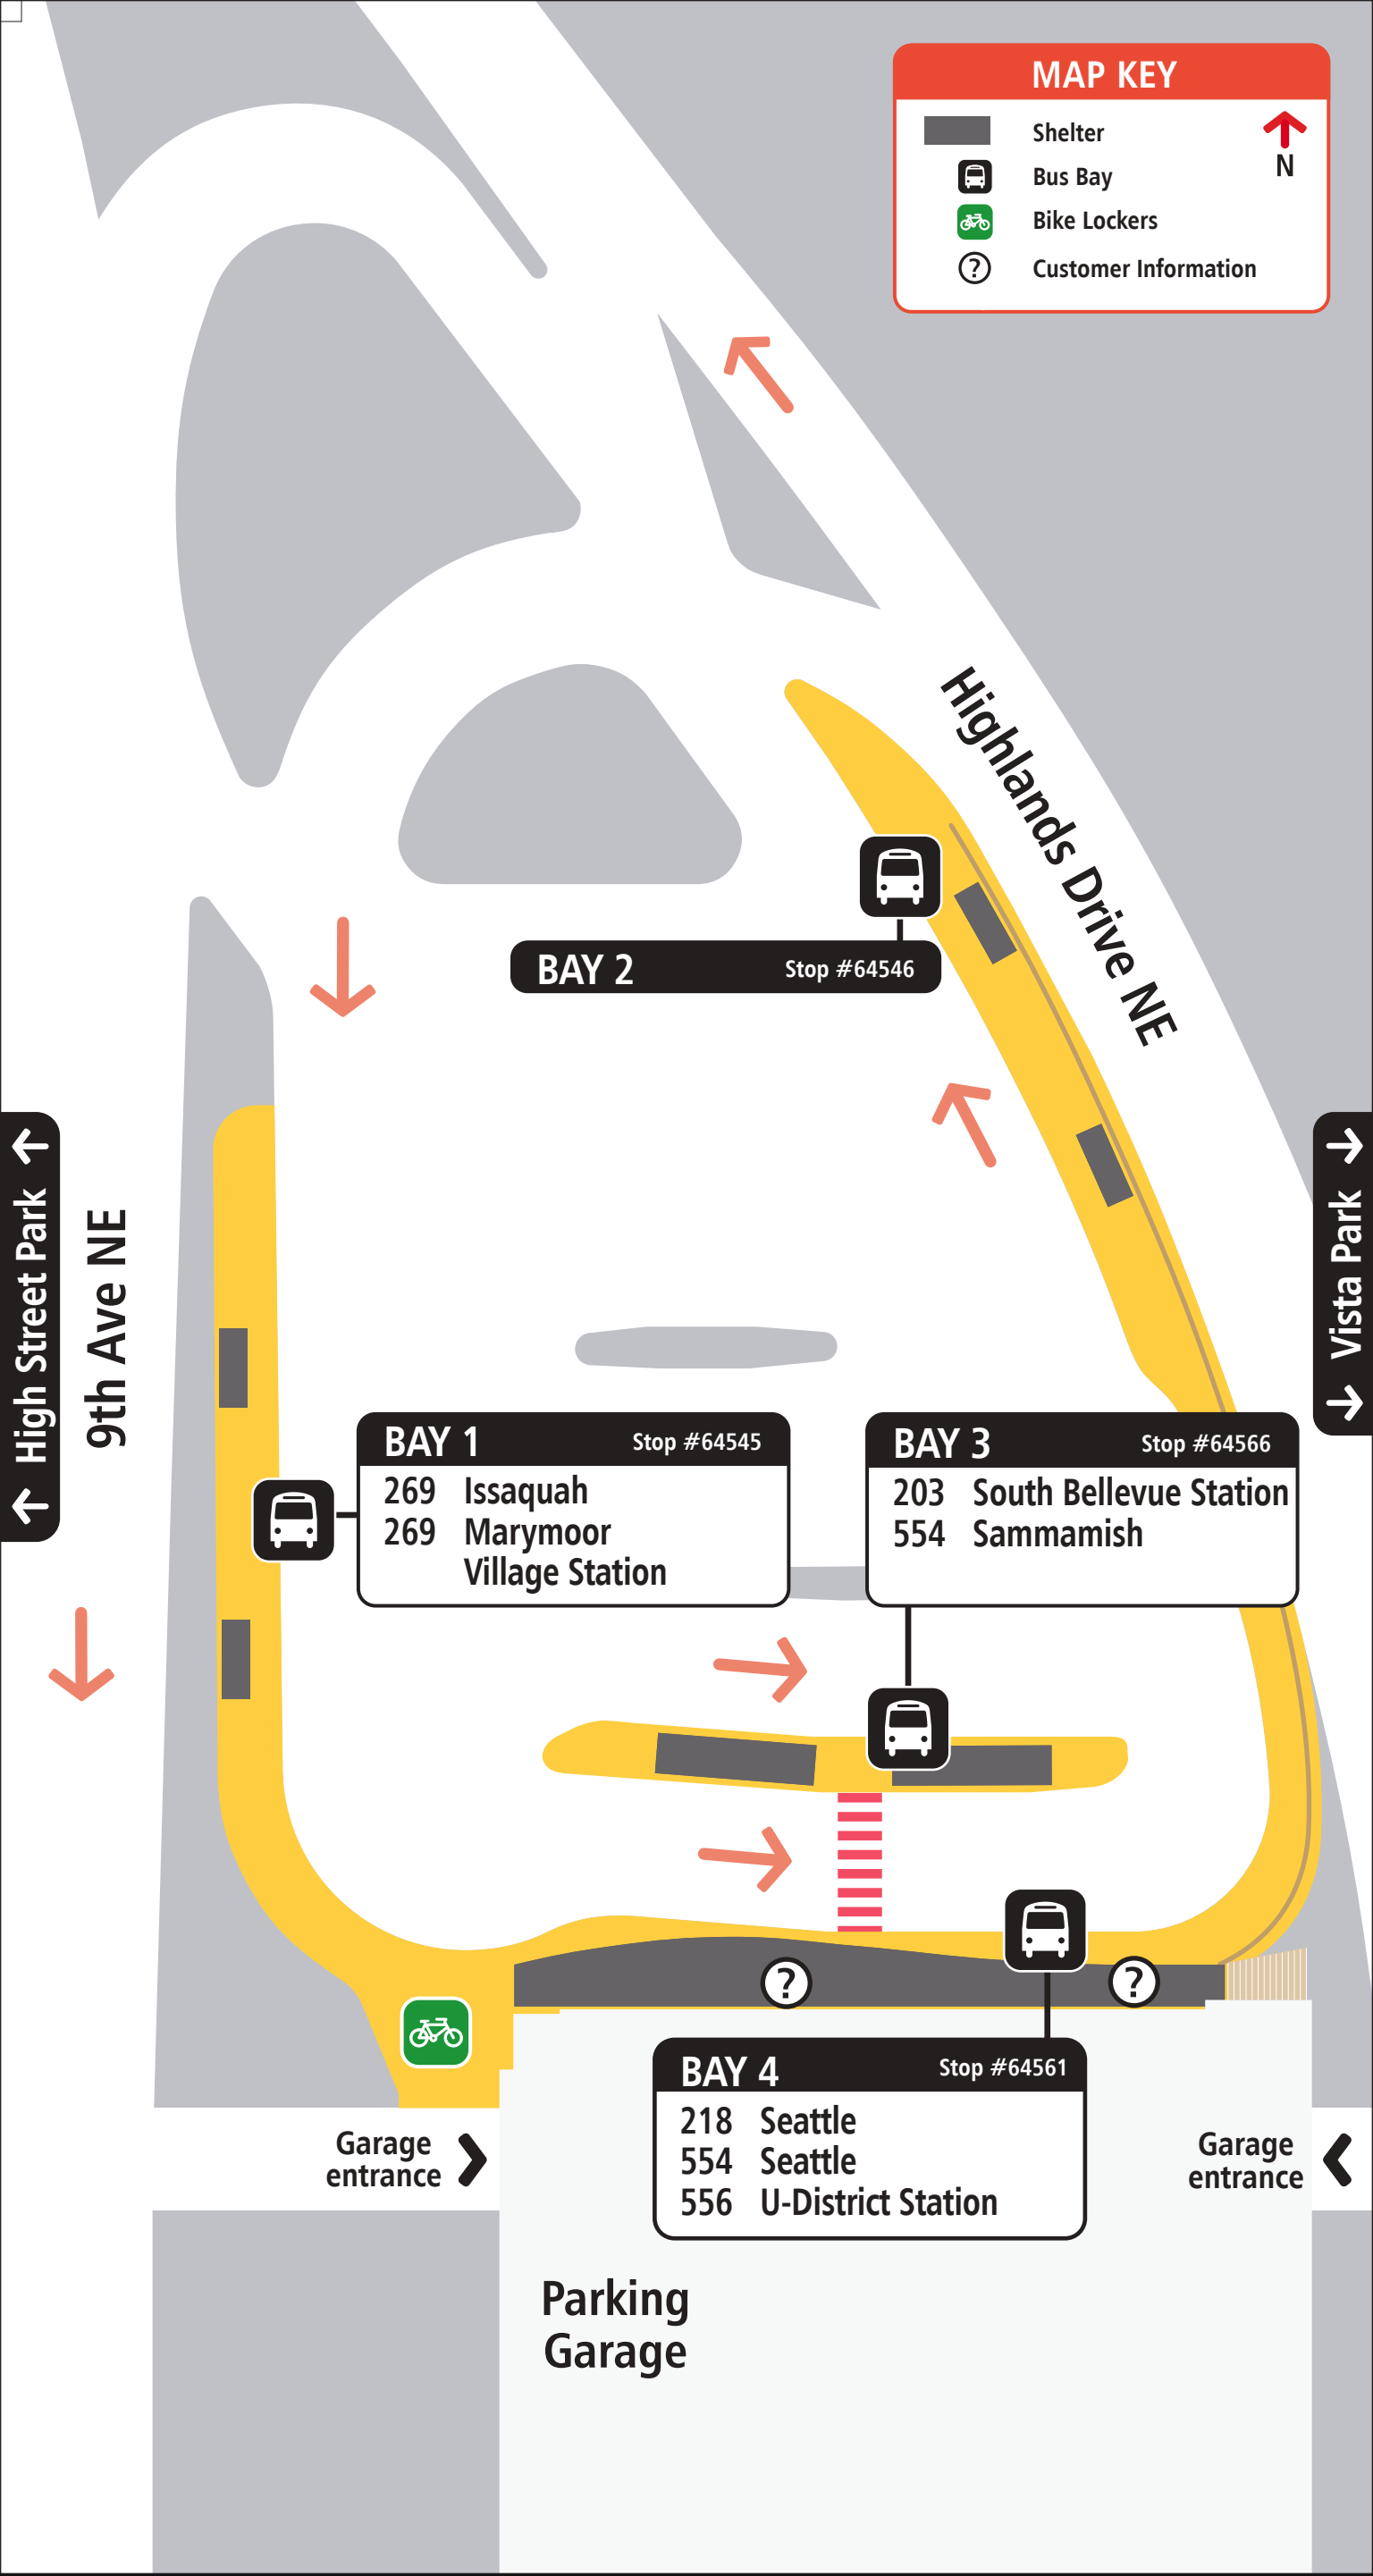 MAP KEY
Shelter
Bus Bay
Bike Lockers
? Customer Information
N
Highlands Drive NE
BAY 2 Stop #64546
High Street Park
9th Ave NE
Vista Park
BAY 1 Stop #64545
269 Issaquah
269 Marymoor
Village Station
BAY 3 Stop #64566
203 South Bellevue Station
554 Sammamish
?
?
BAY 4 Stop #64561
218 Seattle
554 Seattle
556 U-District Station
Garage
entrance
Garage
entrance
Parking
Garage